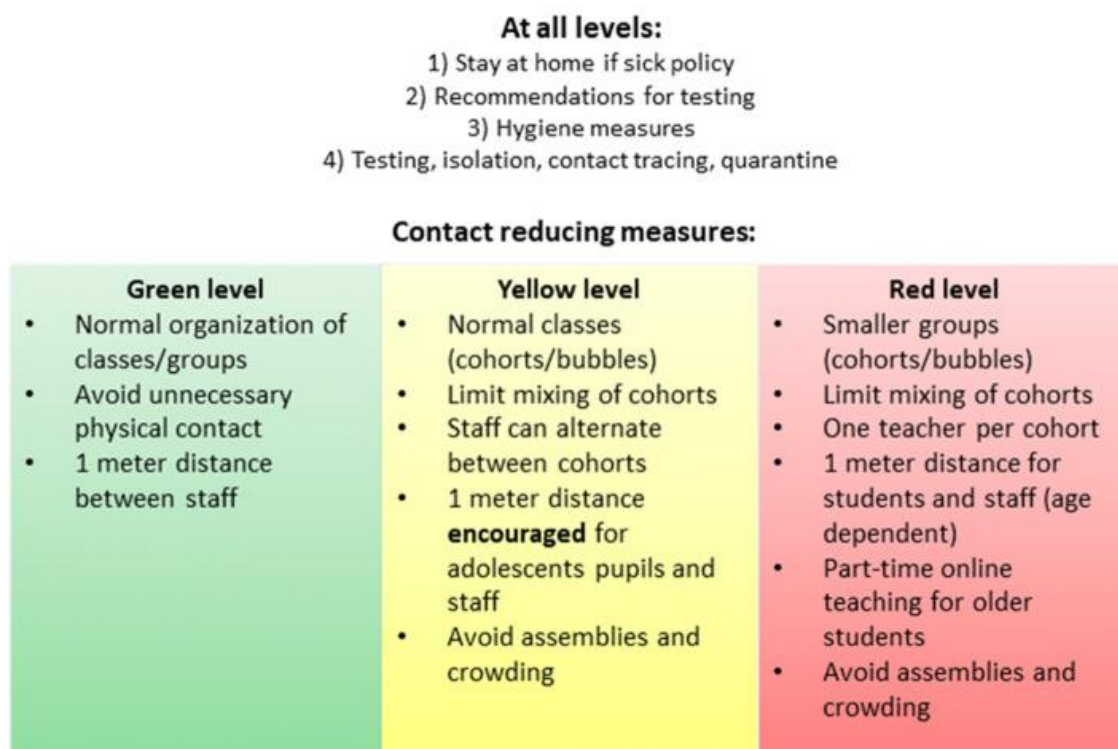 At all levels:
1) Stay at home if sick policy
2) Recommendations for testing
3) Hygiene measures
4) Testing, isolation, contact tracing, quarantine
Contact reducing measures:
Green level
• Normal organization of
classes/groups
• Avoid unnecessary
physical contact
• 1 meter distance
between staff
Yellow level
• Normal classes
(cohorts/bubbles)
• Limit mixing of cohorts
• Staff can alternate
between cohorts
• 1 meter distance
encouraged for
adolescents pupils and
staff
• Avoid assemblies and
crowding
Red level
• Smaller groups
(cohorts/bubbles)
• Limit mixing of cohorts
• One teacher per cohort
• 1 meter distance for
students and staff (age
dependent)
• Part-time online
teaching for older
students
• Avoid assemblies and
crowding